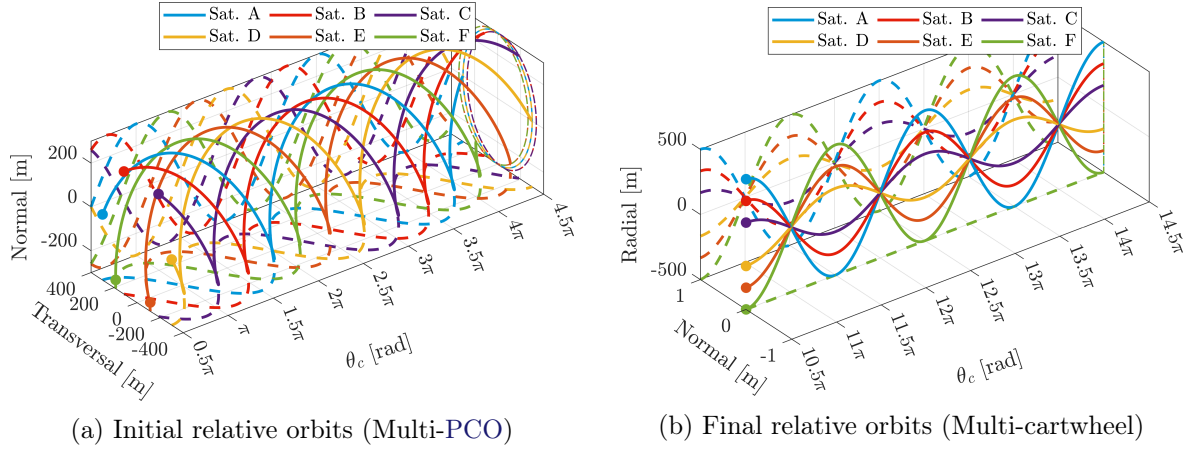 Sat. A Sat. B Sat. C
Sat. D Sat. E Sat. F
Normal [m]
200
0
-200
400
200
0
-200
-400
Transversal [m]
0.5π
π
1.5π
2π
2.5π
3π
3.5π
4π
4.5π
θc [rad]
(a) Initial relative orbits (Multi-PCO)
Sat. A Sat. B Sat. C
Sat. D Sat. E Sat. F
Radial [m]
500
0
-500
1
0
-1
Normal [m]
10.5π
11π
11.5π
12π
12.5π
13π
13.5π
14π
14.5π
θc [rad]
(b) Final relative orbits (Multi-cartwheel)